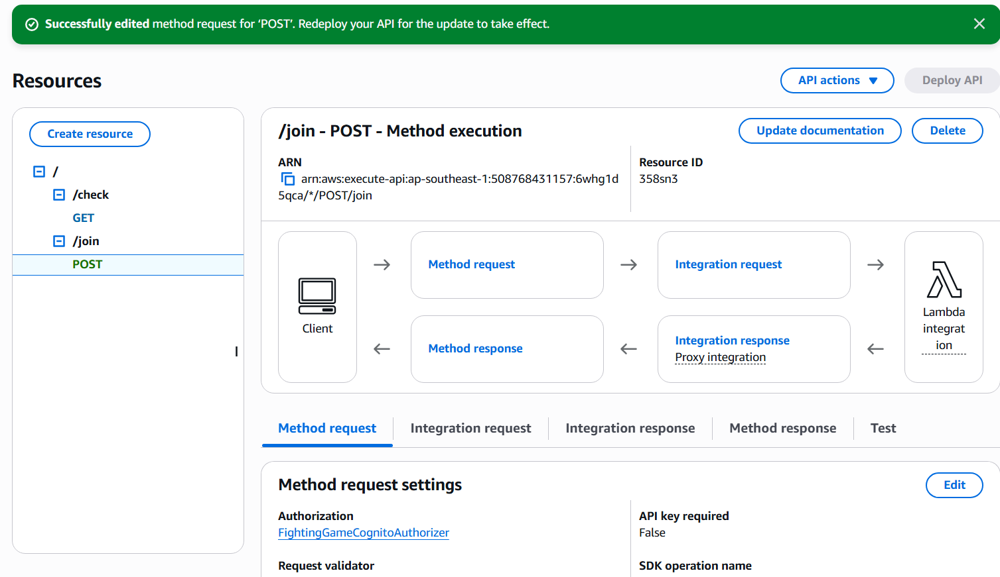 Successfully edited method request for ‘POST’. Redeploy your API for the update to take effect.
Resources
API actions
Deploy API
Create resource
/
/check
GET
/join
POST
/join - POST - Method execution
Update documentation
Delete
ARN
arn:aws:execute-api:ap-southeast-1:508768431157:6whg1d
5qca/*/POST/join
Resource ID
358sn3
Client
Method request
Integration request
Method response
Integration response
Proxy integration
Lambda
integrat
ion
Method request
Integration request
Integration response
Method response
Test
Method request settings
Edit
Authorization
FightingGameCognitoAuthorizer
API key required
False
Request validator
SDK operation name